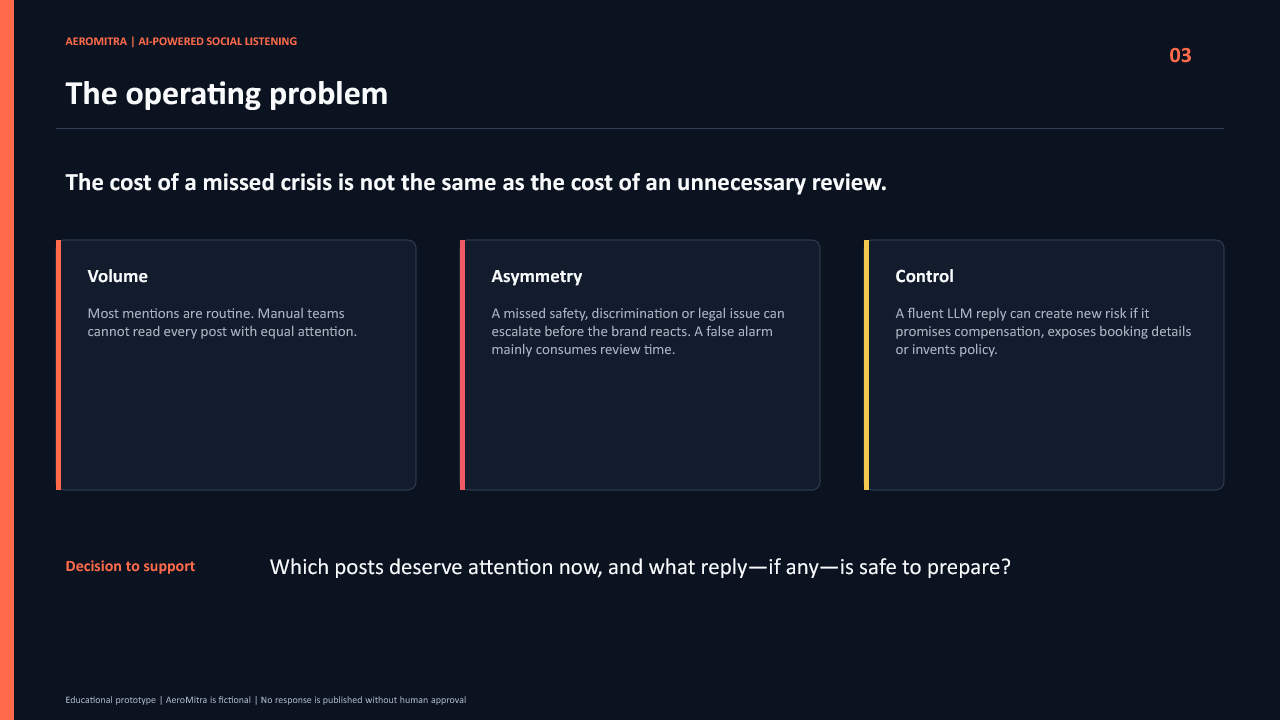 AEROMITRA | AI-POWERED SOCIAL LISTENING
03
The operating problem
The cost of a missed crisis is not the same as the cost of an unnecessary review.
Volume
Most mentions are routine. Manual teams
cannot read every post with equal attention.
Asymmetry
A missed safety, discrimination or legal issue can
escalate before the brand reacts. A false alarm
mainly consumes review time.
Control
A fluent LLM reply can create new risk if it
promises compensation, exposes booking details
or invents policy.
Decision to support
Which posts deserve attention now, and what reply—if any—is safe to prepare?
Educational prototype | AeroMitra is fictional | No response is published without human approval